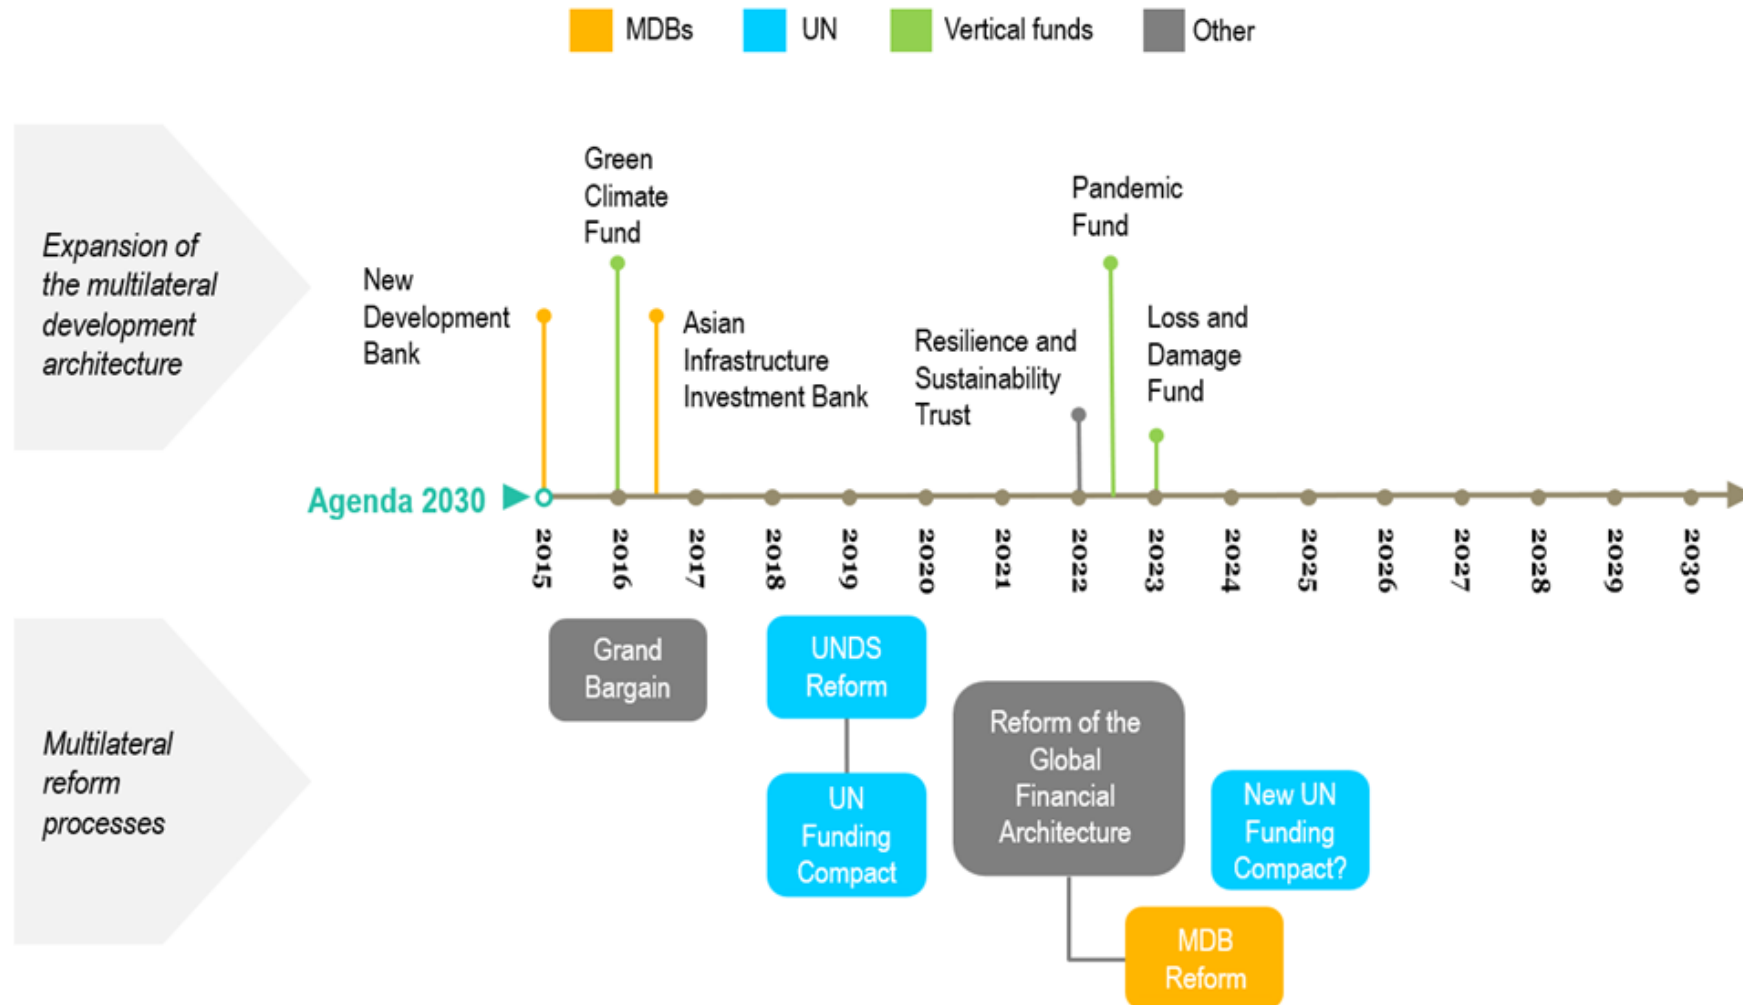 MDBs
UN
Vertical funds
Other
Expansion of
the multilateral
development
architecture
New
Development
Bank
Green
Climate
Fund
Asian
Infrastructure
Investment Bank
Resilience and
Sustainability
Trust
Pandemic
Fund
Loss and
Damage
Fund
Agenda 2030
2015
2016
2017
2018
2019
2020
2021
2022
2023
2024
2025
2026
2027
2028
2029
2030
Multilateral
reform
processes
Grand
Bargain
UNDS
Reform
UN
Funding
Compact
Reform of the
Global
Financial
Architecture
New UN
Funding
Compact?
MDB
Reform